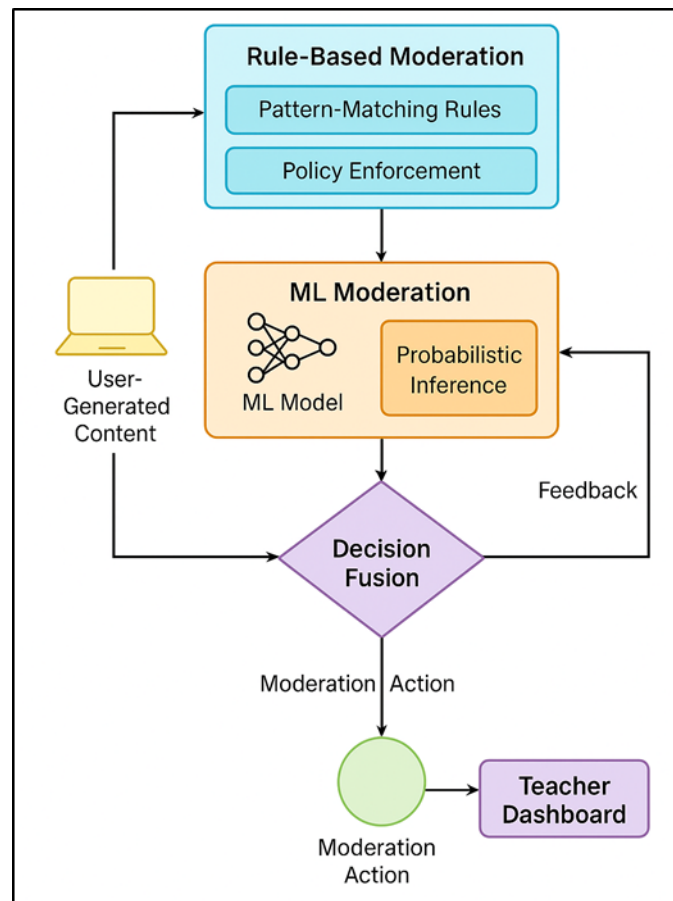 Rule-Based Moderation
Pattern-Matching Rules
Policy Enforcement
User-
Generated
Content
ML Moderation
ML Model
Probabilistic
Inference
Feedback
Decision
Fusion
Moderation Action
Moderation
Action
Teacher
Dashboard